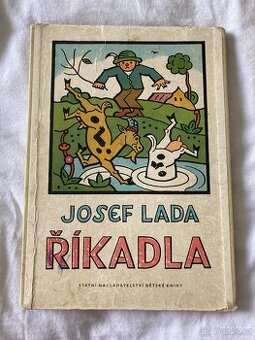 JOSEF LADA
ŘÍKADLA
STÁTNÍ NAKLADATELSTVÍ DĚTSKÉ KNIHY